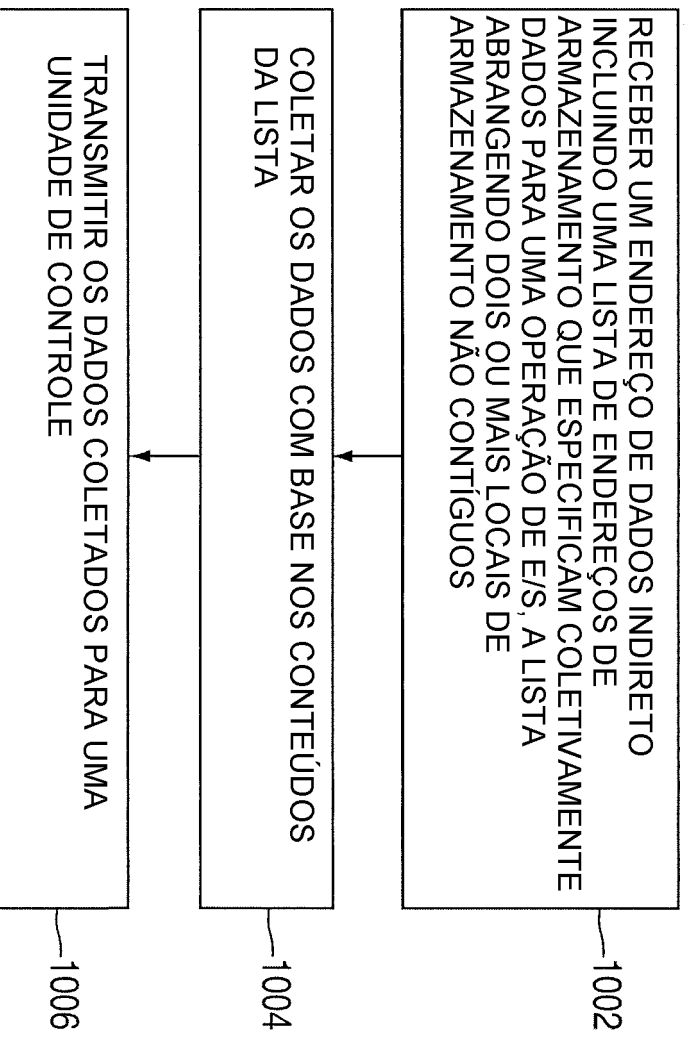 RECEBER UM ENDEREÇO DE DADOS INDIRETO
INCLUINDO UMA LISTA DE ENDEREÇOS DE
ARMAZENAMENTO QUE ESPECIFICAM COLETIVAMENTE
DADOS PARA UMA OPERAÇÃO DE E/S, A LISTA
ABRANGENDO DOIS OU MAIS LOCAIS DE
ARMAZENAMENTO NÃO CONTÍGUOS
1002
COLETAR OS DADOS COM BASE NOS CONTEÚDOS
DA LISTA
1004
TRANSMITIR OS DADOS COLETADOS PARA UMA
UNIDADE DE CONTROLE
1006